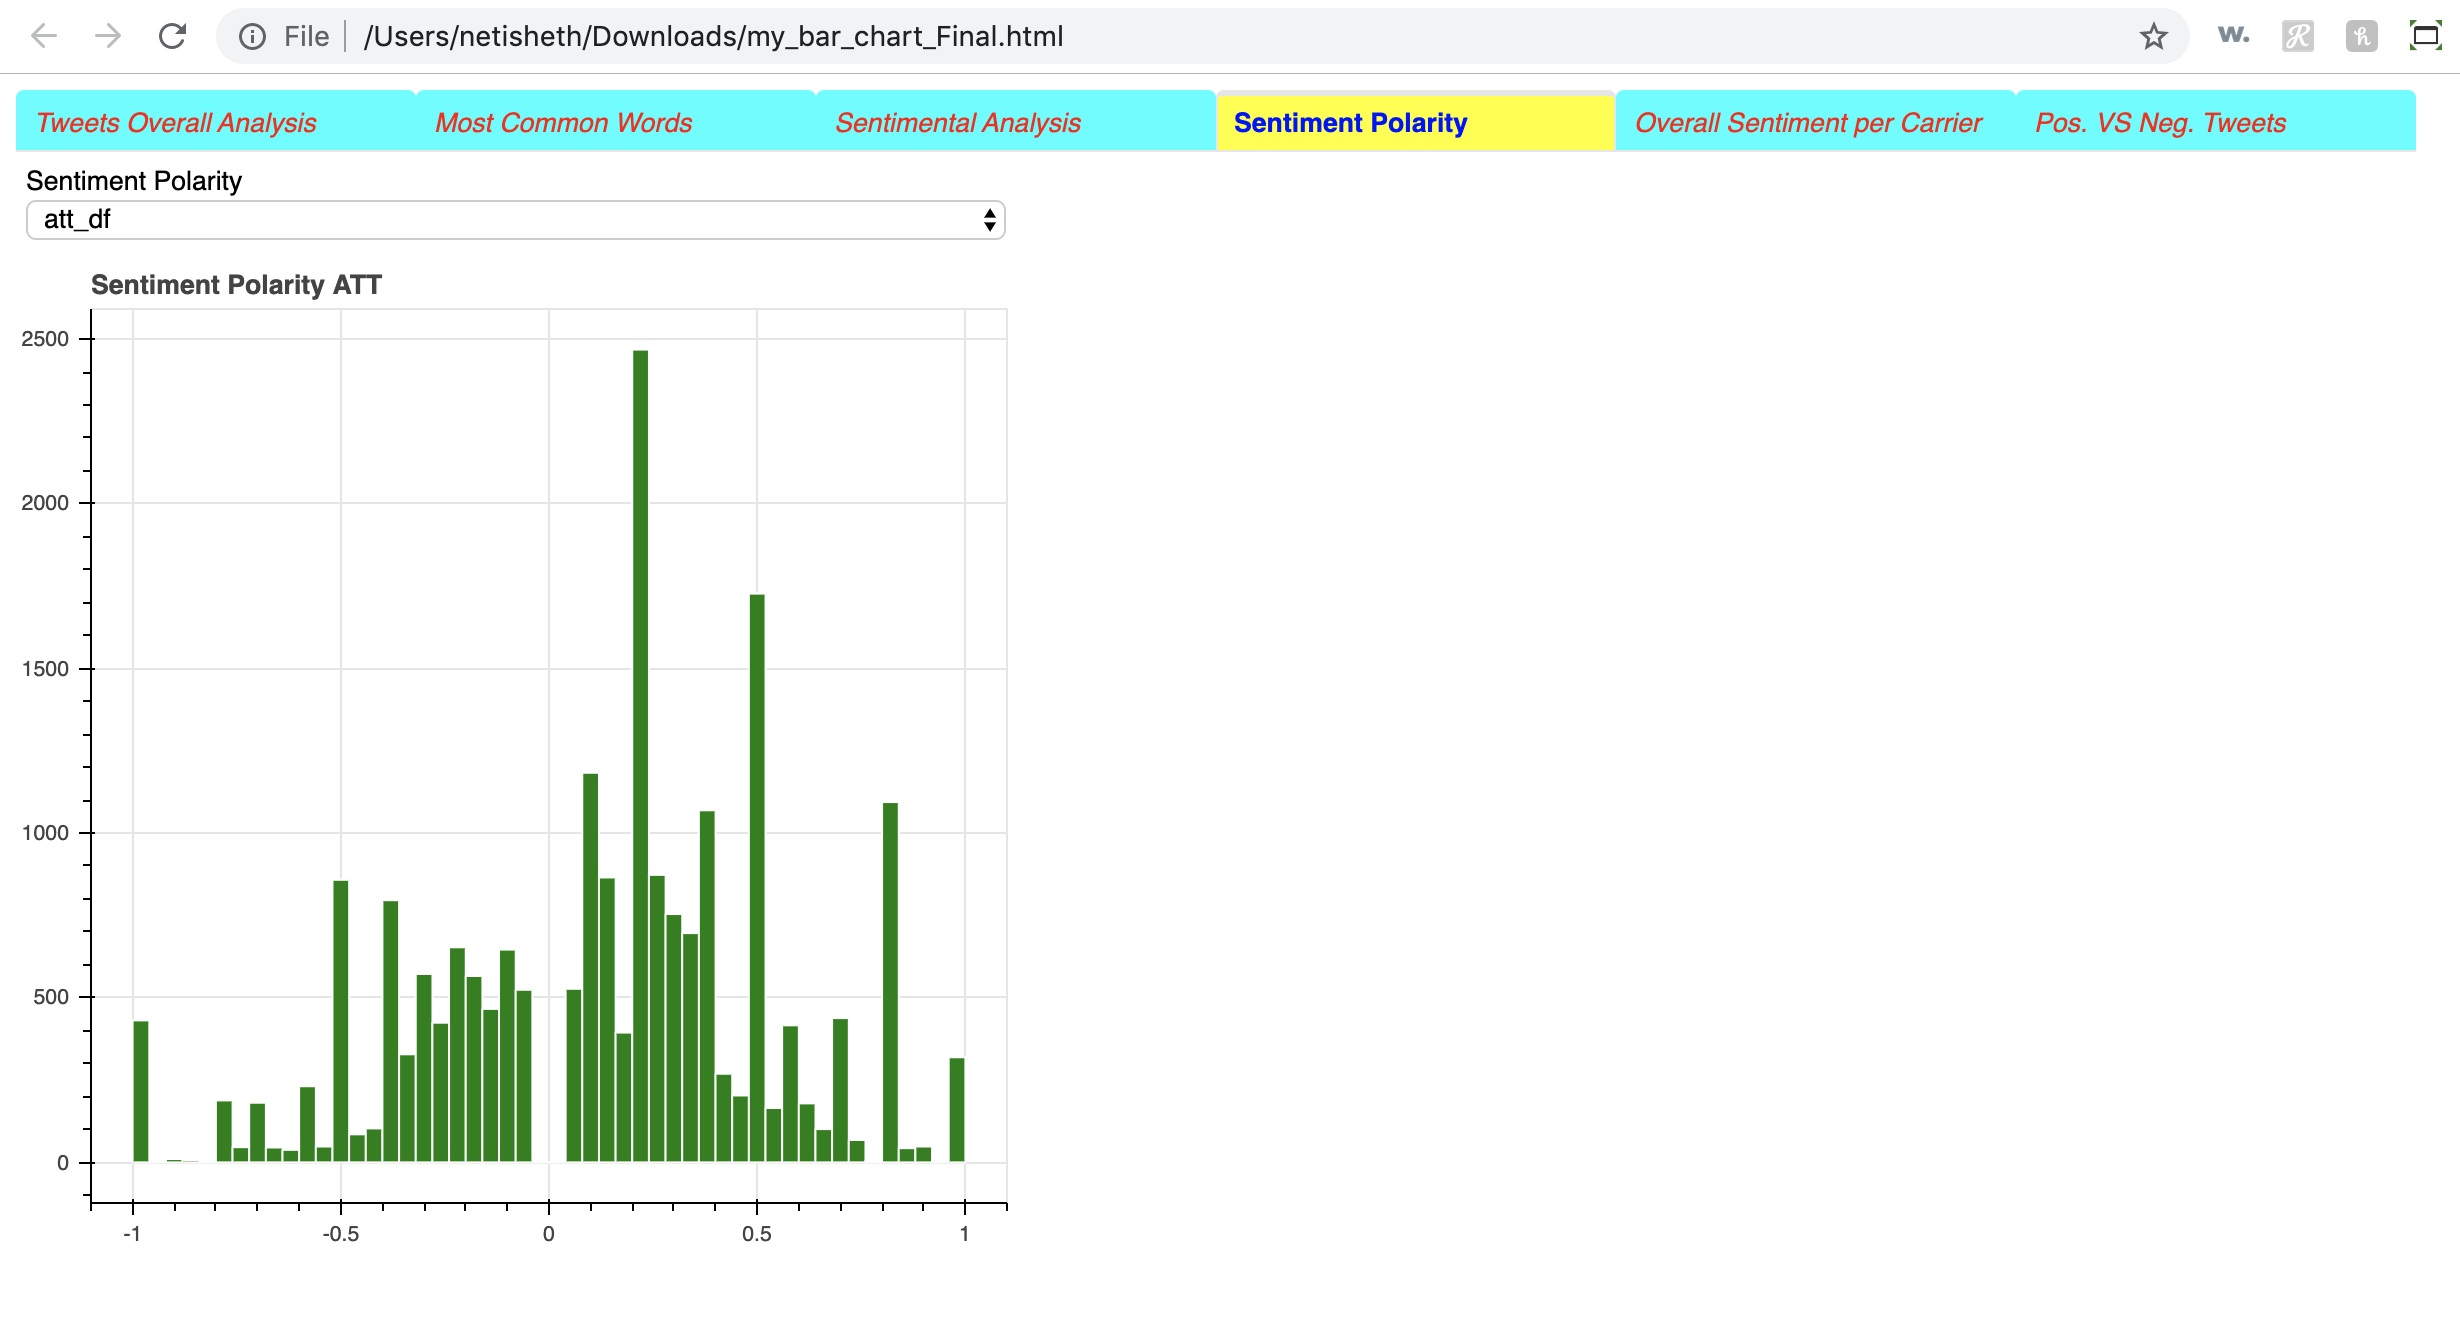 File /Users/netisheth/Downloads/my_bar_chart_Final.html w. R h
Tweets Overall Analysis Most Common Words Sentimental Analysis Sentiment Polarity Overall Sentiment per Carrier Pos. VS Neg. Tweets
Sentiment Polarity
att_df
Sentiment Polarity ATT
2500
2000
1500
1000
500
0
-1 -0.5 0 0.5 1